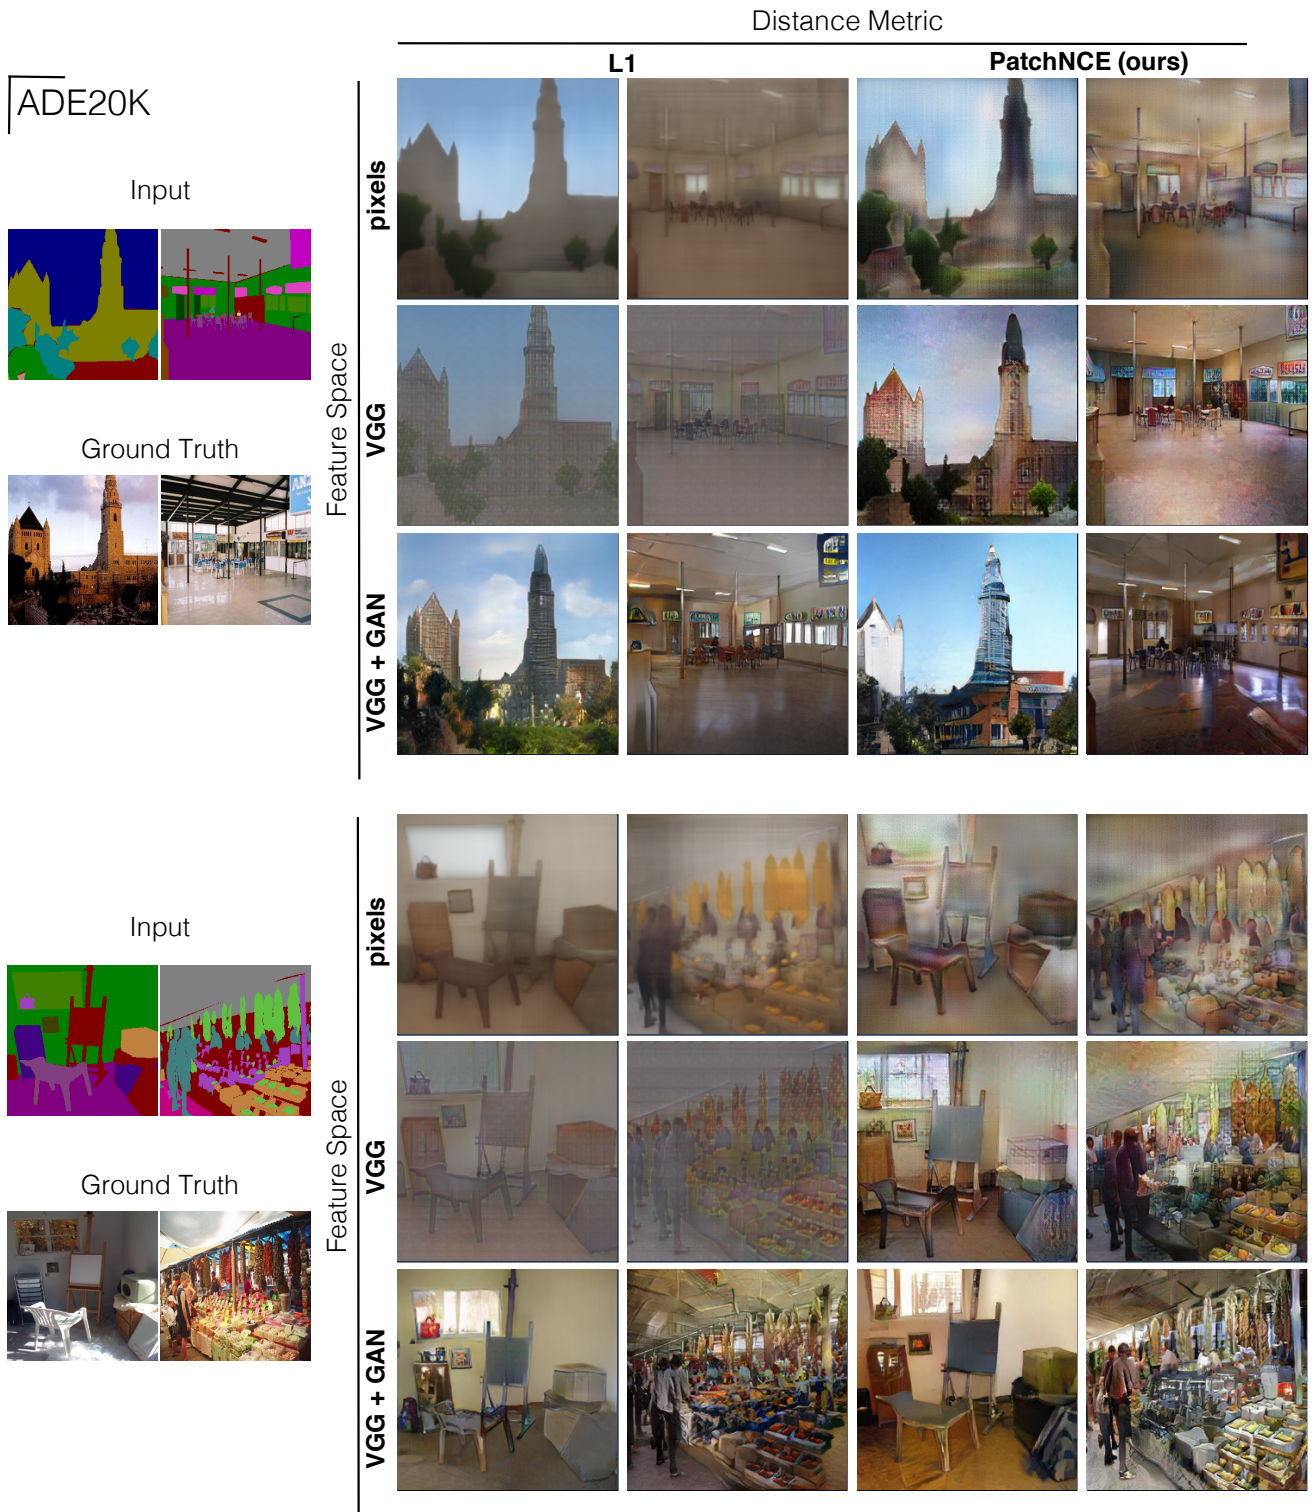 Distance Metric
L1
PatchNCE (ours)
ADE20K
Input
Ground Truth
Feature Space
pixels
VGG
VGG + GAN
Input
Ground Truth
Feature Space
pixels
VGG
VGG + GAN